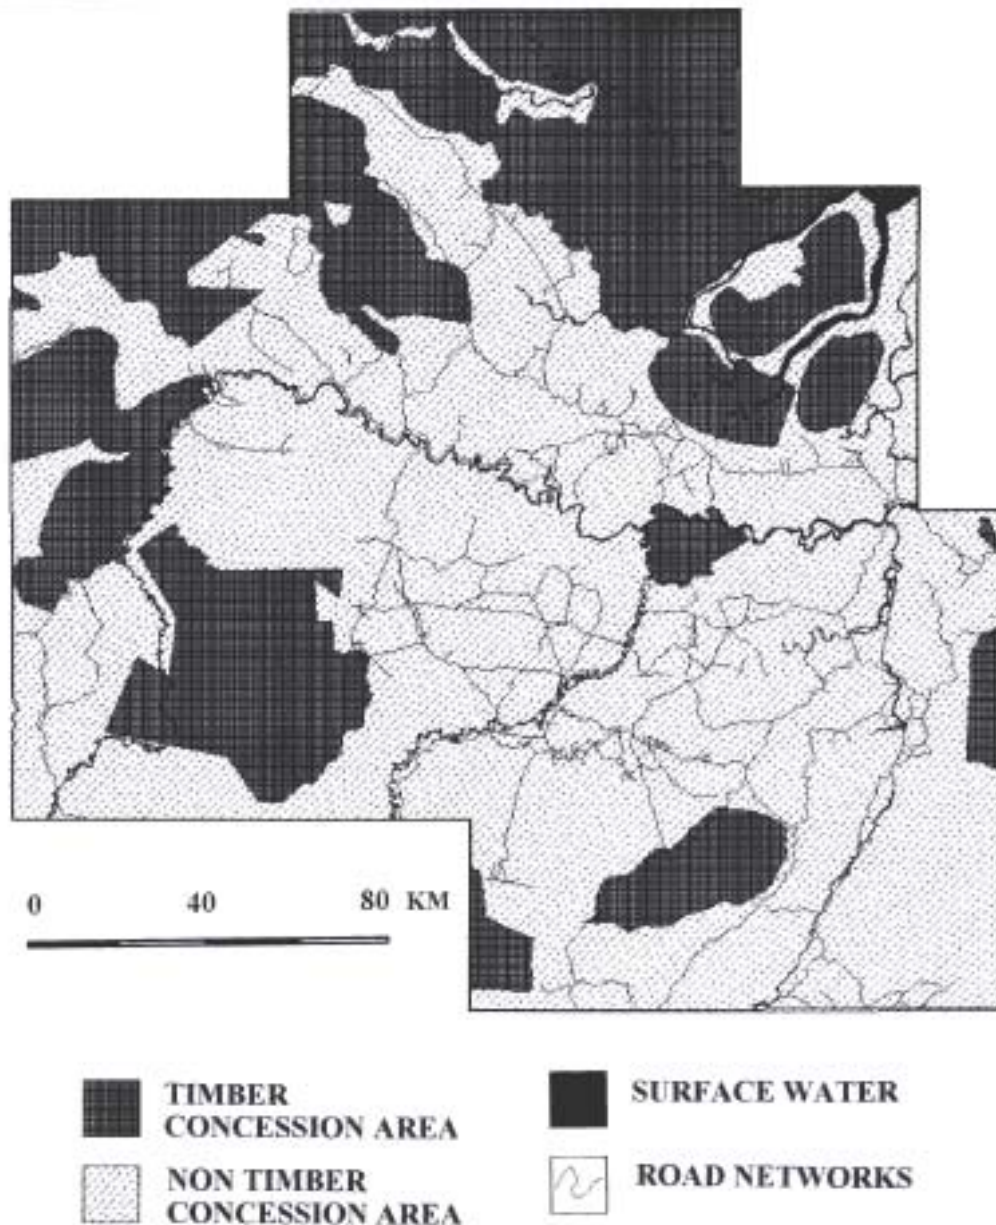 0 40 80 KM
TIMBER
CONCESSION AREA
SURFACE WATER
NON TIMBER
CONCESSION AREA
ROAD NETWORKS